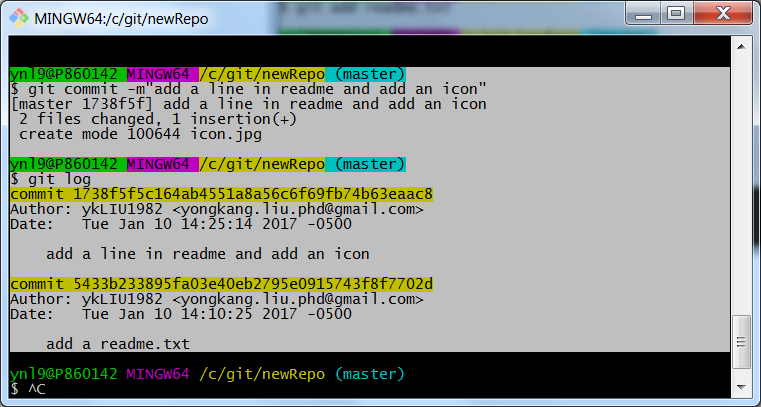 MINGW64:/c/git/newRepo
ynl9@P860142 MINGW64 /c/git/newRepo (master)
$ git commit -m"add a line in readme and add an icon"
[master 1738f5f] add a line in readme and add an icon
 2 files changed, 1 insertion(+)
 create mode 100644 icon.jpg
ynl9@P860142 MINGW64 /c/git/newRepo (master)
$ git log
commit 1738f5f5c164ab4551a8a56c6f69fb74b63eaac8
Author: ykLIU1982 <yongkang.liu.phd@gmail.com>
Date:   Tue Jan 10 14:25:14 2017 -0500
    add a line in readme and add an icon
commit 5433b233895fa03e40eb2795e0915743f8f7702d
Author: ykLIU1982 <yongkang.liu.phd@gmail.com>
Date:   Tue Jan 10 14:10:25 2017 -0500
    add a readme.txt
ynl9@P860142 MINGW64 /c/git/newRepo (master)
$ ^C